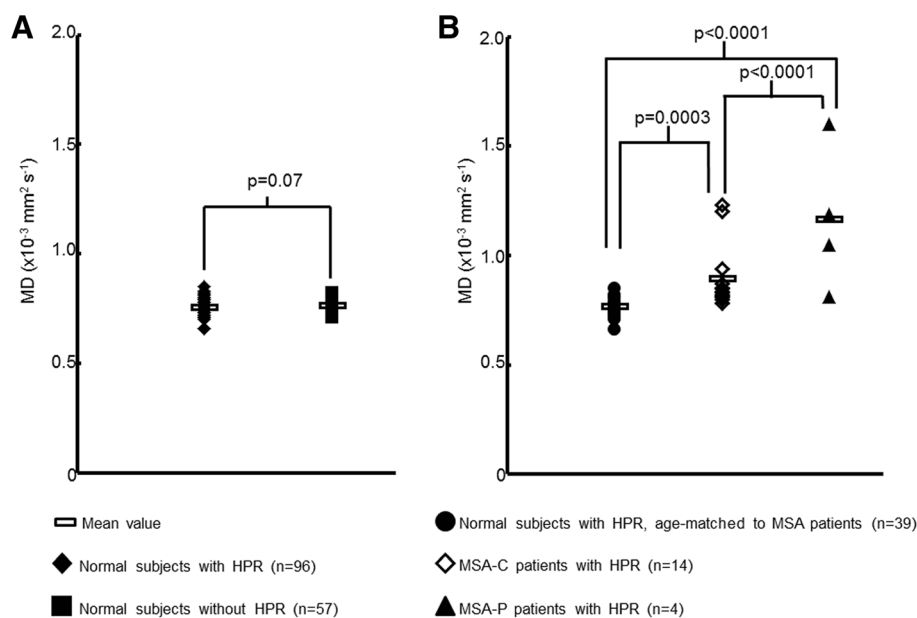 A
2.0
1.5
1.0
0.5
0
MD (x10⁻³ mm² s⁻¹)
p=0.07
B
2.0
1.5
1.0
0.5
0
MD (x10⁻³ mm² s⁻¹)
p<0.0001
p<0.0001
p=0.0003
Mean value
Normal subjects with HPR (n=96)
Normal subjects without HPR (n=57)
Normal subjects with HPR, age-matched to MSA patients (n=39)
MSA-C patients with HPR (n=14)
MSA-P patients with HPR (n=4)